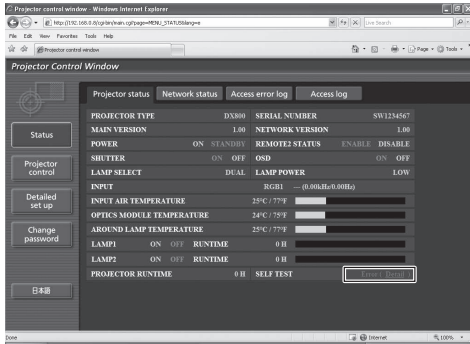 Projector control window - Windows Internet Explorer
http://192.168.0.8/cgi-bin/main.cgi?page=MENU_STATUS&lang=e
Live Search
File Edit View Favorites Tools Help
Projector control window
Page Tools
Projector Control Window
Projector status Network status Access error log Access log
Status
Projector control
Detailed set up
Change password
日本語
PROJECTOR TYPE DX800 SERIAL NUMBER SW1234567
MAIN VERSION 1.00 NETWORK VERSION 1.00
POWER ON STANDBY REMOTE2 STATUS ENABLE DISABLE
SHUTTER ON OFF OSD ON OFF
LAMP SELECT DUAL LAMP POWER LOW
INPUT RGB1 — (0.00kHz/0.00Hz)
INPUT AIR TEMPERATURE 25°C / 77°F
OPTICS MODULE TEMPERATURE 24°C / 75°F
AROUND LAMP TEMPERATURE 25°C / 77°F
LAMP1 ON OFF RUNTIME 0 H
LAMP2 ON OFF RUNTIME 0 H
PROJECTOR RUNTIME 0 H SELF TEST Error [ Detail ]
Done Internet 100%